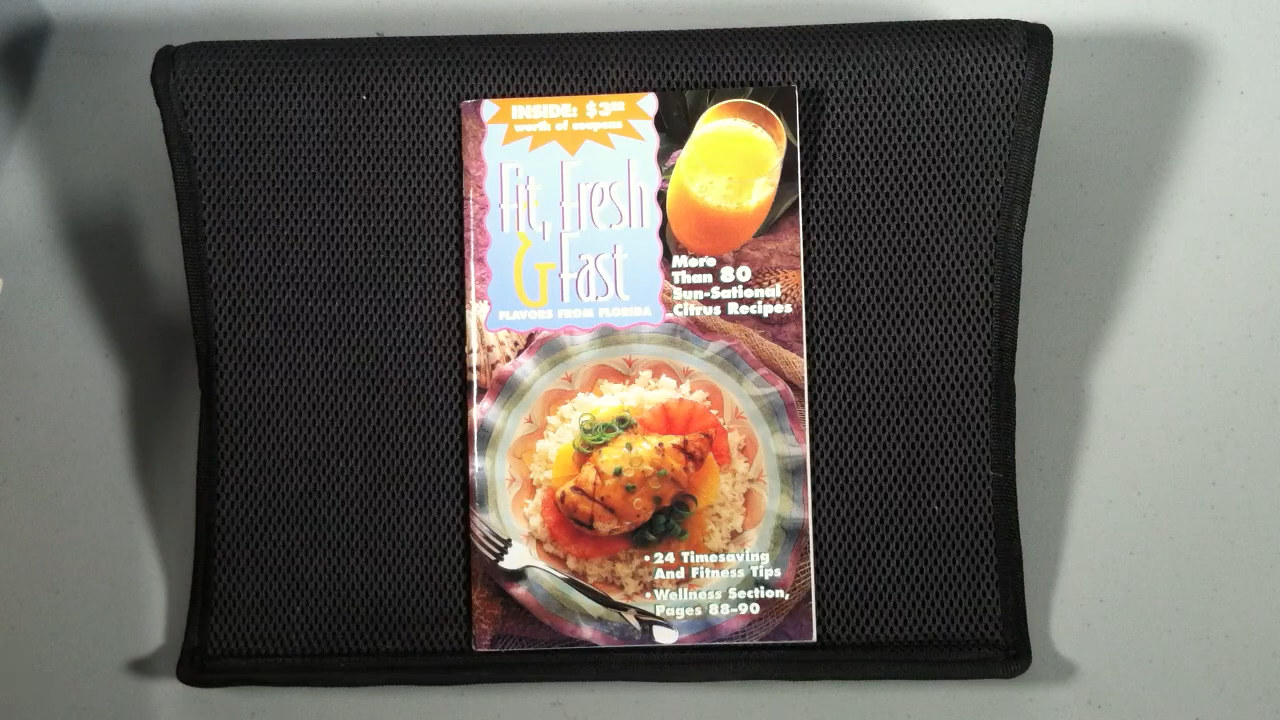 INSIDE: $3⁰⁰
worth of coupons
Fit, Fresh
& Fast
FLAVORS FROM FLORIDA
More
Than 80
Sun-Sational
Citrus Recipes
• 24 Timesaving
And Fitness Tips
• Wellness Section,
Pages 88-90